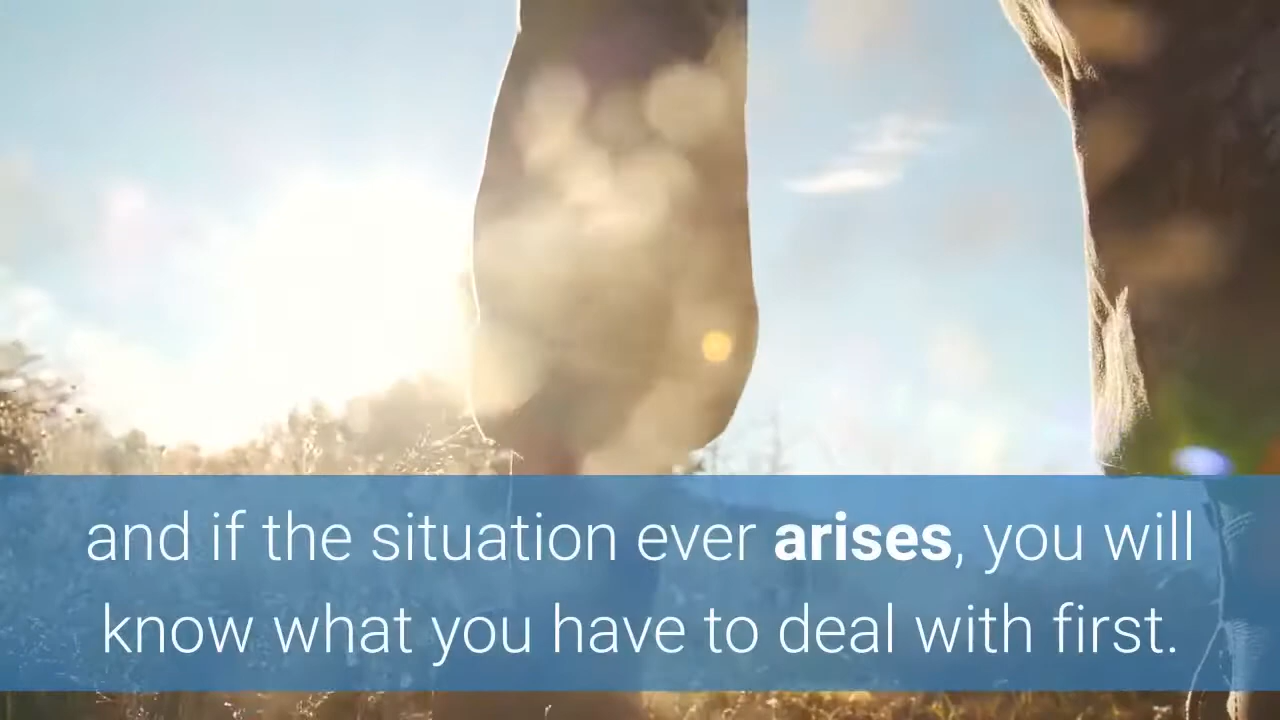 and if the situation ever arises, you will
know what you have to deal with first.